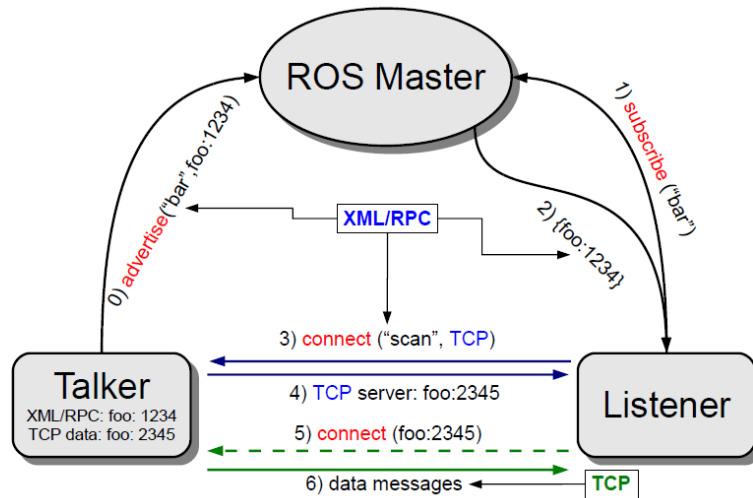 ROS Master
0) advertise(“bar”,foo:1234)
1) subscribe (“bar”)
XML/RPC
2) {foo:1234}
3) connect (“scan”, TCP)
Talker
XML/RPC: foo: 1234
TCP data: foo: 2345
4) TCP server: foo:2345
Listener
5) connect (foo:2345)
6) data messages
TCP